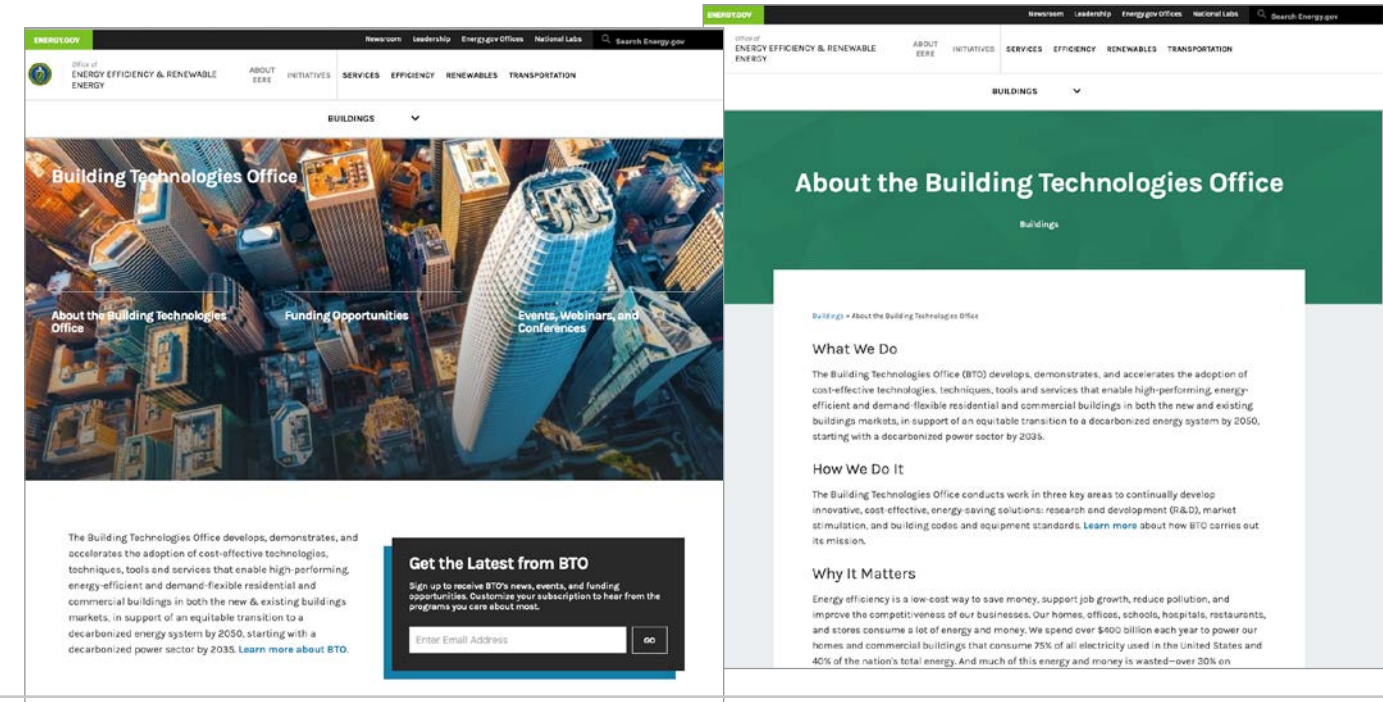 ENERGY.GOV
Newsroom Leadership Energy.gov Offices National Labs Search Energy.gov
Office of
ENERGY EFFICIENCY & RENEWABLE
ENERGY
ABOUT
EERE
INITIATIVES SERVICES EFFICIENCY RENEWABLES TRANSPORTATION
BUILDINGS
Building Technologies Office
About the Building Technologies
Office
Funding Opportunities
Events, Webinars, and
Conferences
The Building Technologies Office develops, demonstrates, and
accelerates the adoption of cost-effective technologies,
techniques, tools and services that enable high-performing,
energy-efficient and demand-flexible residential and
commercial buildings in both the new & existing buildings
markets, in support of an equitable transition to a
decarbonized energy system by 2050, starting with a
decarbonized power sector by 2035. Learn more about BTO.
Get the Latest from BTO
Sign up to receive BTO's news, events, and funding
opportunities. Customize your subscription to hear from the
programs you care about most.
Enter Email Address
GO
ENERGY.GOV
Newsroom Leadership Energy.gov Offices National Labs Search Energy.gov
Office of
ENERGY EFFICIENCY & RENEWABLE
ENERGY
ABOUT
EERE
INITIATIVES SERVICES EFFICIENCY RENEWABLES TRANSPORTATION
BUILDINGS
About the Building Technologies Office
Buildings
Buildings » About the Building Technologies Office
What We Do
The Building Technologies Office (BTO) develops, demonstrates, and accelerates the adoption of
cost-effective technologies, techniques, tools and services that enable high-performing, energy-
efficient and demand-flexible residential and commercial buildings in both the new and existing
buildings markets, in support of an equitable transition to a decarbonized energy system by 2050,
starting with a decarbonized power sector by 2035.
How We Do It
The Building Technologies Office conducts work in three key areas to continually develop
innovative, cost-effective, energy-saving solutions: research and development (R&D), market
stimulation, and building codes and equipment standards. Learn more about how BTO carries out
its mission.
Why It Matters
Energy efficiency is a low-cost way to save money, support job growth, reduce pollution, and
improve the competitiveness of our businesses. Our homes, offices, schools, hospitals, restaurants,
and stores consume a lot of energy and money. We spend over $400 billion each year to power our
homes and commercial buildings that consume 75% of all electricity used in the United States and
40% of the nation's total energy. And much of this energy and money is wasted—over 30% on